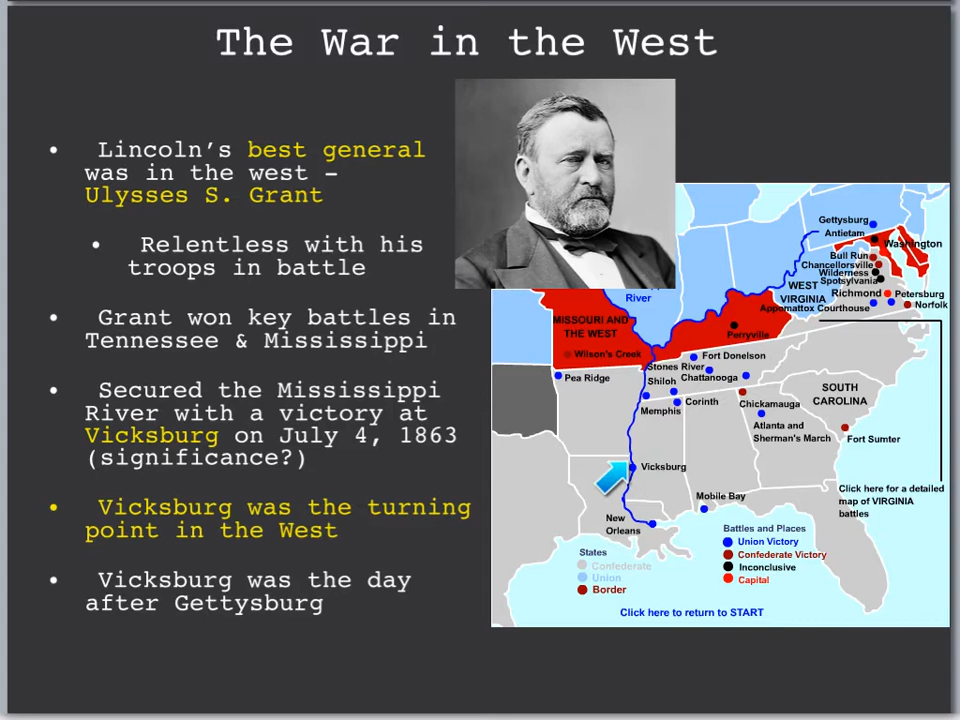 The War in the West
• Lincoln’s best general
was in the west –
Ulysses S. Grant
• Relentless with his
troops in battle
• Grant won key battles in
Tennessee & Mississippi
• Secured the Mississippi
River with a victory at
Vicksburg on July 4, 1863
(significance?)
• Vicksburg was the turning
point in the West
• Vicksburg was the day
after Gettysburg
Gettysburg
Antietam
Washington
Bull Run
Chancellorsville
Wilderness
Spotsylvania
WEST
VIRGINIA
Richmond
Petersburg
Norfolk
Appomattox Courthouse
River
MISSOURI AND
THE WEST
Perryville
Wilson's Creek
Fort Donelson
Stones River
Pea Ridge
Shiloh
Chattanooga
Memphis
Corinth
Chickamauga
SOUTH
CAROLINA
Atlanta and
Sherman's March
Fort Sumter
Vicksburg
Mobile Bay
New
Orleans
Click here for a detailed
map of VIRGINIA
battles
States
Confederate
Union
Border
Battles and Places
Union Victory
Confederate Victory
Inconclusive
Capital
Click here to return to START